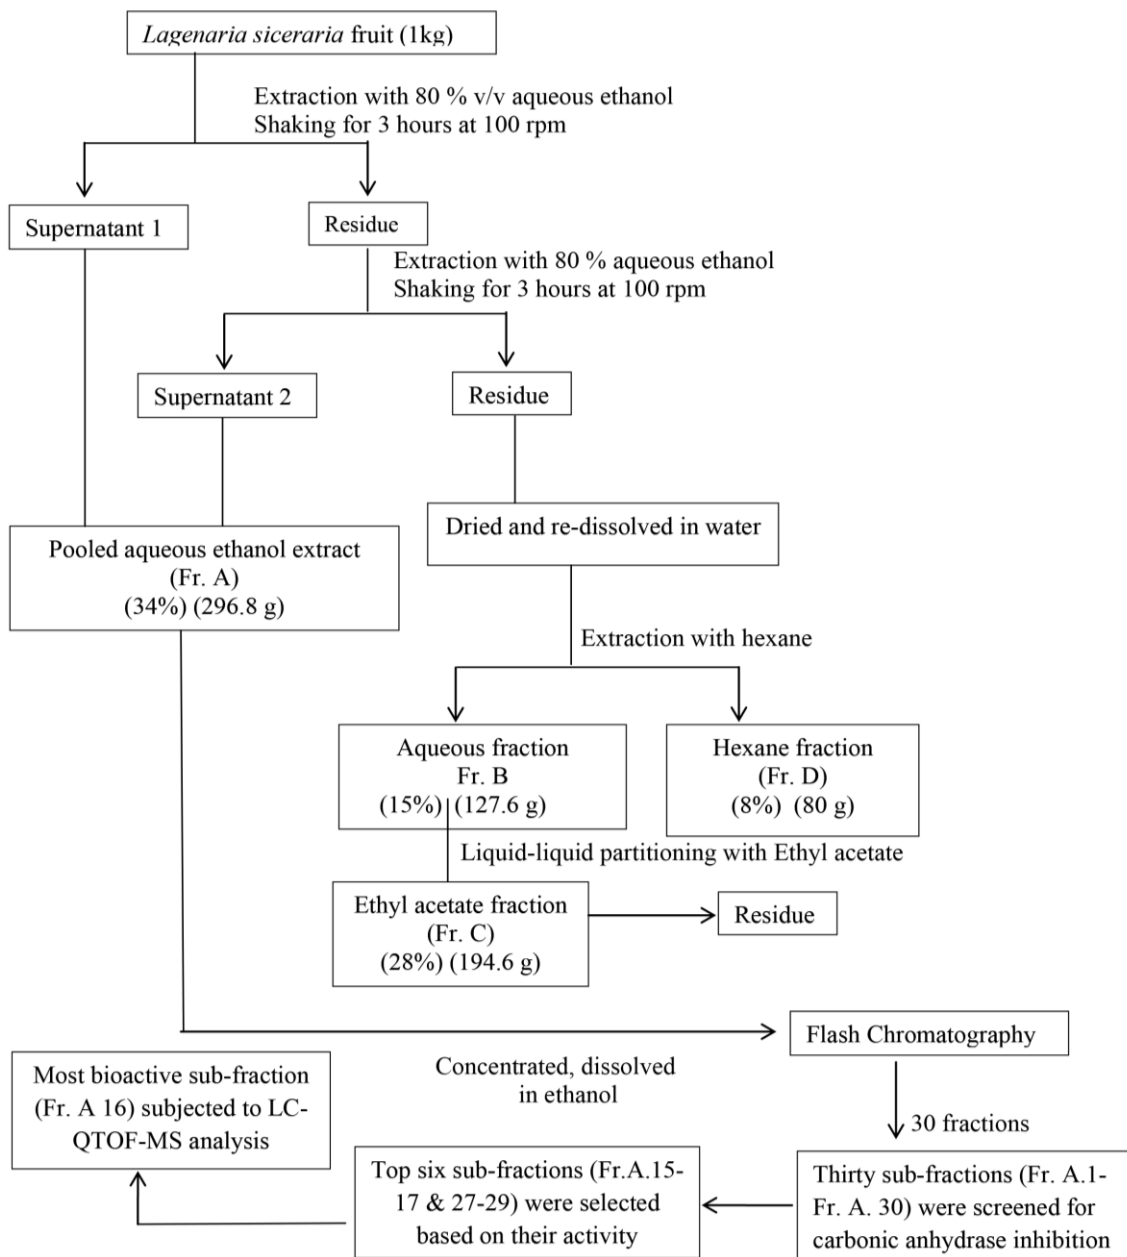 Lagenaria siceraria fruit (1kg)
Extraction with 80 % v/v aqueous ethanol
Shaking for 3 hours at 100 rpm
Supernatant 1
Residue
Extraction with 80 % aqueous ethanol
Shaking for 3 hours at 100 rpm
Supernatant 2
Residue
Dried and re-dissolved in water
Pooled aqueous ethanol extract
(Fr. A)
(34%) (296.8 g)
Extraction with hexane
Aqueous fraction
Fr. B
(15%) (127.6 g)
Hexane fraction
(Fr. D)
(8%) (80 g)
Liquid-liquid partitioning with Ethyl acetate
Ethyl acetate fraction
(Fr. C)
(28%) (194.6 g)
Residue
Concentrated, dissolved
in ethanol
Flash Chromatography
30 fractions
Thirty sub-fractions (Fr. A.1-
Fr. A. 30) were screened for
carbonic anhydrase inhibition
Top six sub-fractions (Fr.A.15-
17 & 27-29) were selected
based on their activity
Most bioactive sub-fraction
(Fr. A 16) subjected to LC-
QTOF-MS analysis